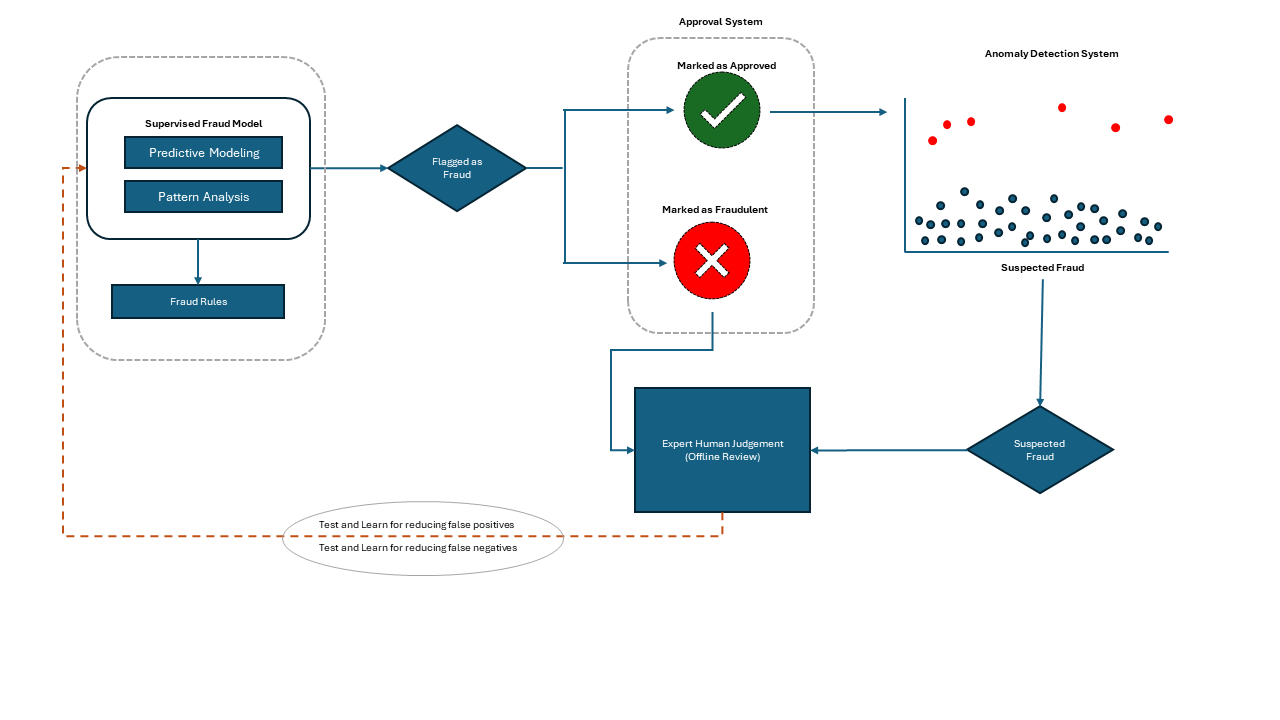 Approval System
Anomaly Detection System
Marked as Approved
Supervised Fraud Model
Predictive Modeling
Pattern Analysis
Flagged as
Fraud
Marked as Fraudulent
Suspected Fraud
Fraud Rules
Expert Human Judgement
(Offline Review)
Suspected
Fraud
Test and Learn for reducing false positives
Test and Learn for reducing false negatives